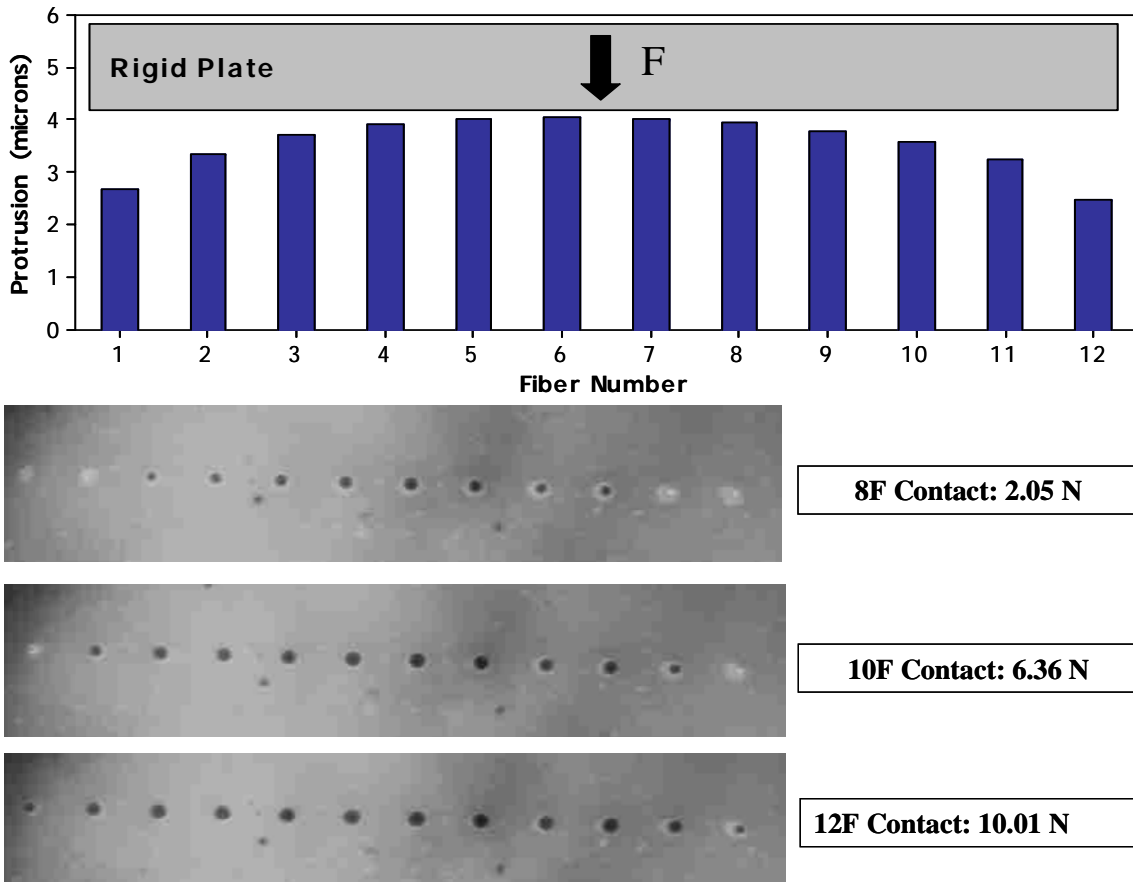 6
5
4
3
2
1
0
Protrusion (microns)
Rigid Plate
F
1 2 3 4 5 6 7 8 9 10 11 12
Fiber Number
8F Contact: 2.05 N
10F Contact: 6.36 N
12F Contact: 10.01 N